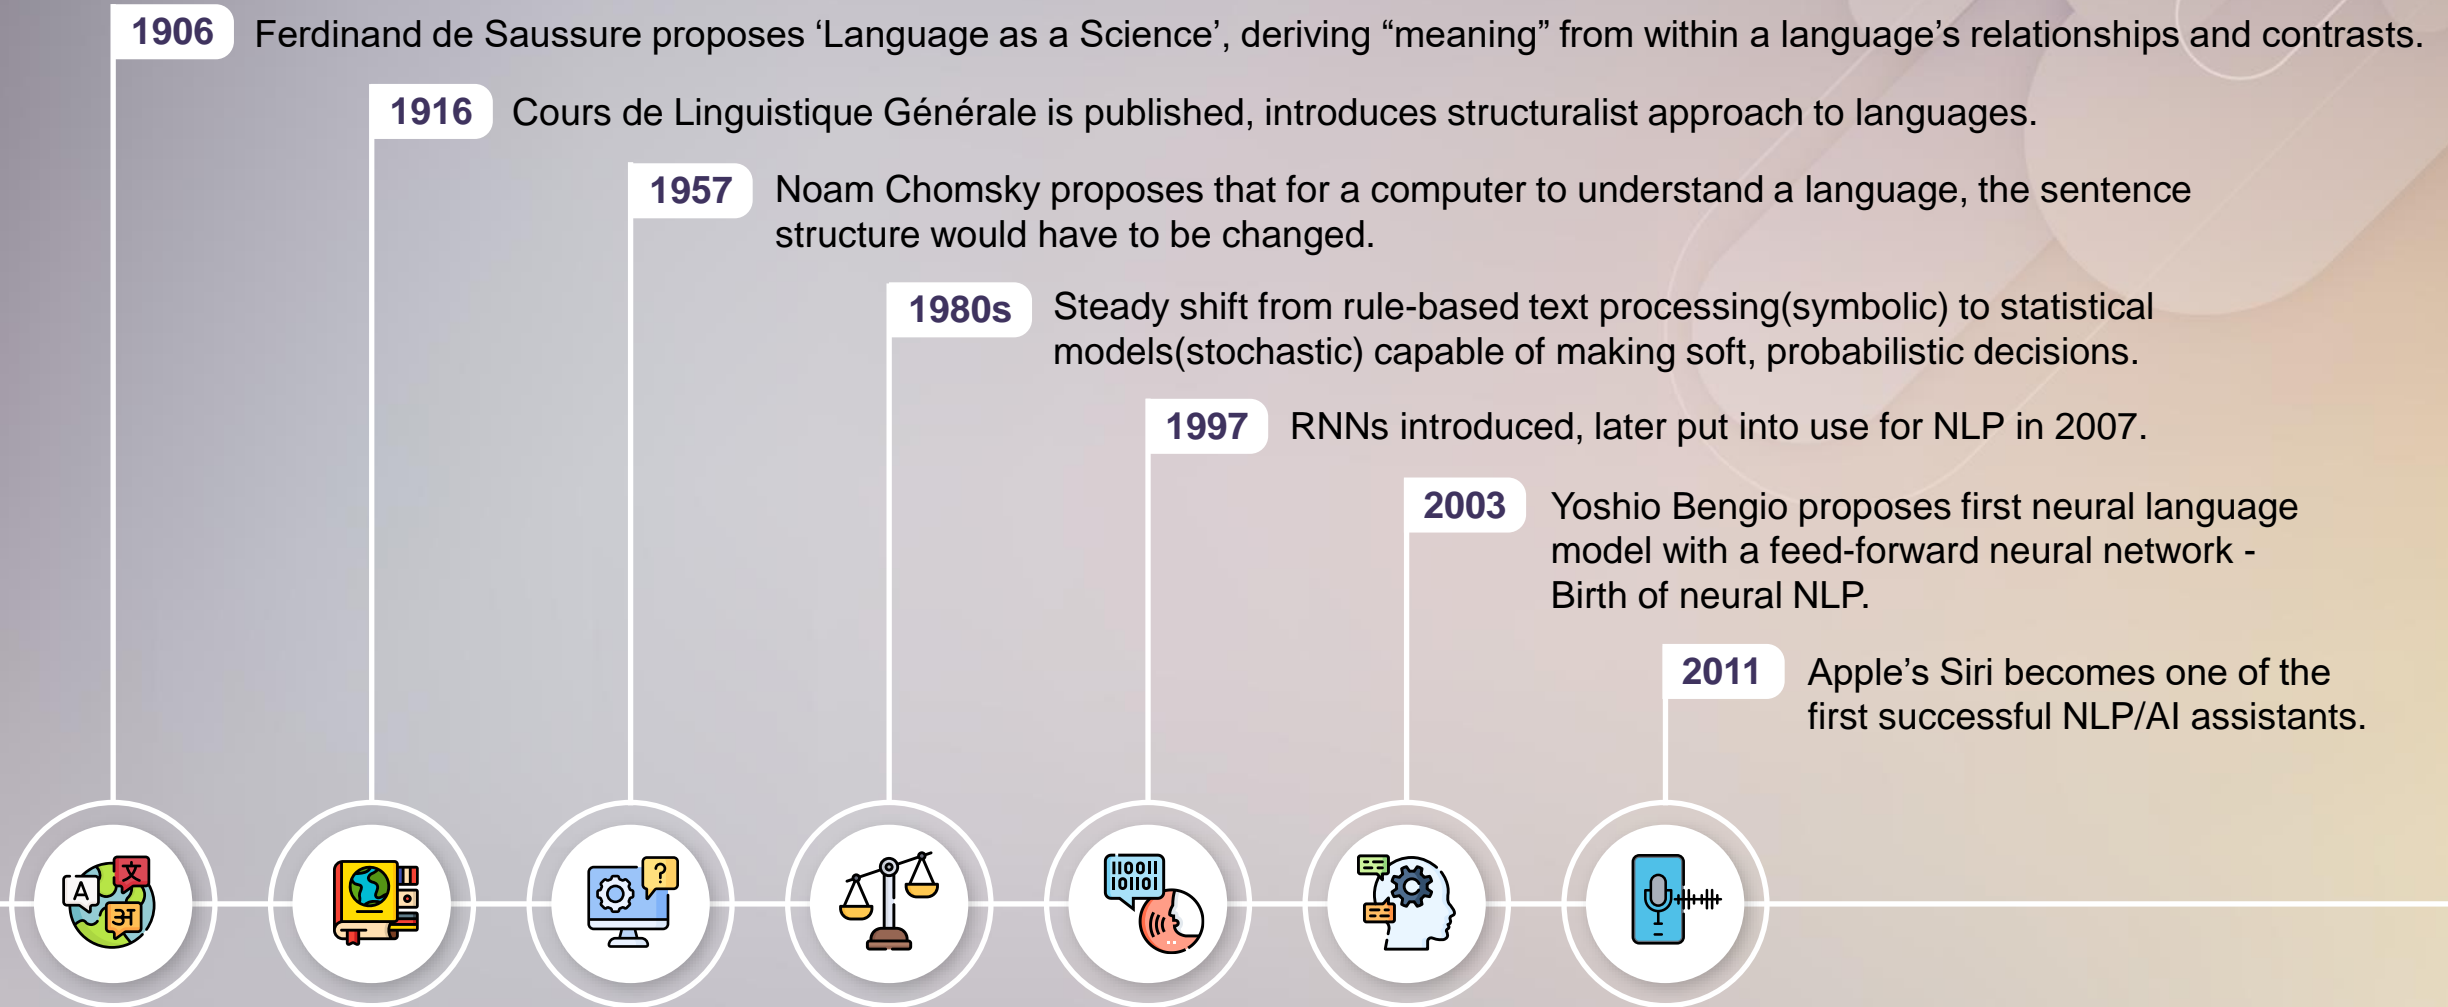 1906 Ferdinand de Saussure proposes ‘Language as a Science’, deriving “meaning” from within a language’s relationships and contrasts.
1916 Cours de Linguistique Générale is published, introduces structuralist approach to languages.
1957 Noam Chomsky proposes that for a computer to understand a language, the sentence
structure would have to be changed.
1980s Steady shift from rule-based text processing(symbolic) to statistical
models(stochastic) capable of making soft, probabilistic decisions.
1997 RNNs introduced, later put into use for NLP in 2007.
2003 Yoshio Bengio proposes first neural language
model with a feed-forward neural network -
Birth of neural NLP.
2011 Apple’s Siri becomes one of the
first successful NLP/AI assistants.
A 文 अ
?
110011
101101